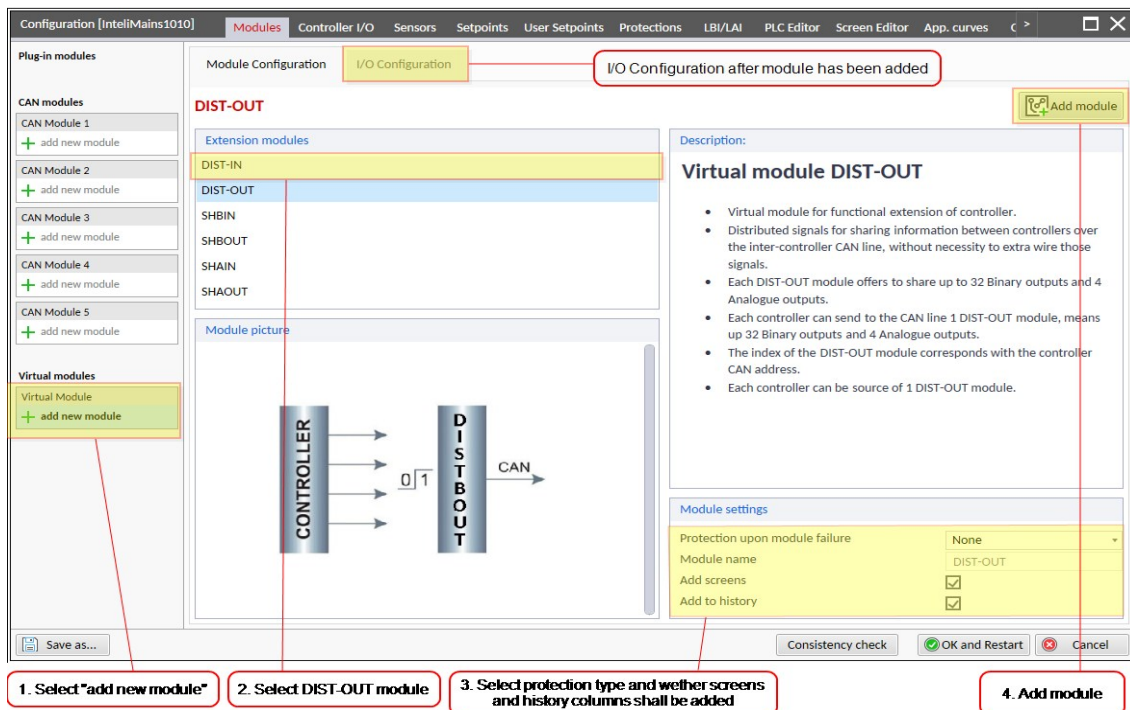 Configuration [InteliMains1010]
Modules Controller I/O Sensors Setpoints User Setpoints Protections LBI/LAI PLC Editor Screen Editor App. curves >
Plug-in modules
CAN modules
CAN Module 1
add new module
CAN Module 2
add new module
CAN Module 3
add new module
CAN Module 4
add new module
CAN Module 5
add new module
Virtual modules
Virtual Module
add new module
Module Configuration I/O Configuration
I/O Configuration after module has been added
DIST-OUT
Add module
Extension modules
DIST-IN
DIST-OUT
SHBIN
SHBOUT
SHAIN
SHAOUT
Module picture
CONTROLLER
0 1
DISTBOUT
CAN
Description:
Virtual module DIST-OUT
• Virtual module for functional extension of controller.
• Distributed signals for sharing information between controllers over
the inter-controller CAN line, without necessity to extra wire those
signals.
• Each DIST-OUT module offers to share up to 32 Binary outputs and 4
Analogue outputs.
• Each controller can send to the CAN line 1 DIST-OUT module, means
up 32 Binary outputs and 4 Analogue outputs.
• The index of the DIST-OUT module corresponds with the controller
CAN address.
• Each controller can be source of 1 DIST-OUT module.
Module settings
Protection upon module failure None
Module name DIST-OUT
Add screens
Add to history
Save as... Consistency check OK and Restart Cancel
1. Select "add new module"
2. Select DIST-OUT module
3. Select protection type and wether screens
and history columns shall be added
4. Add module